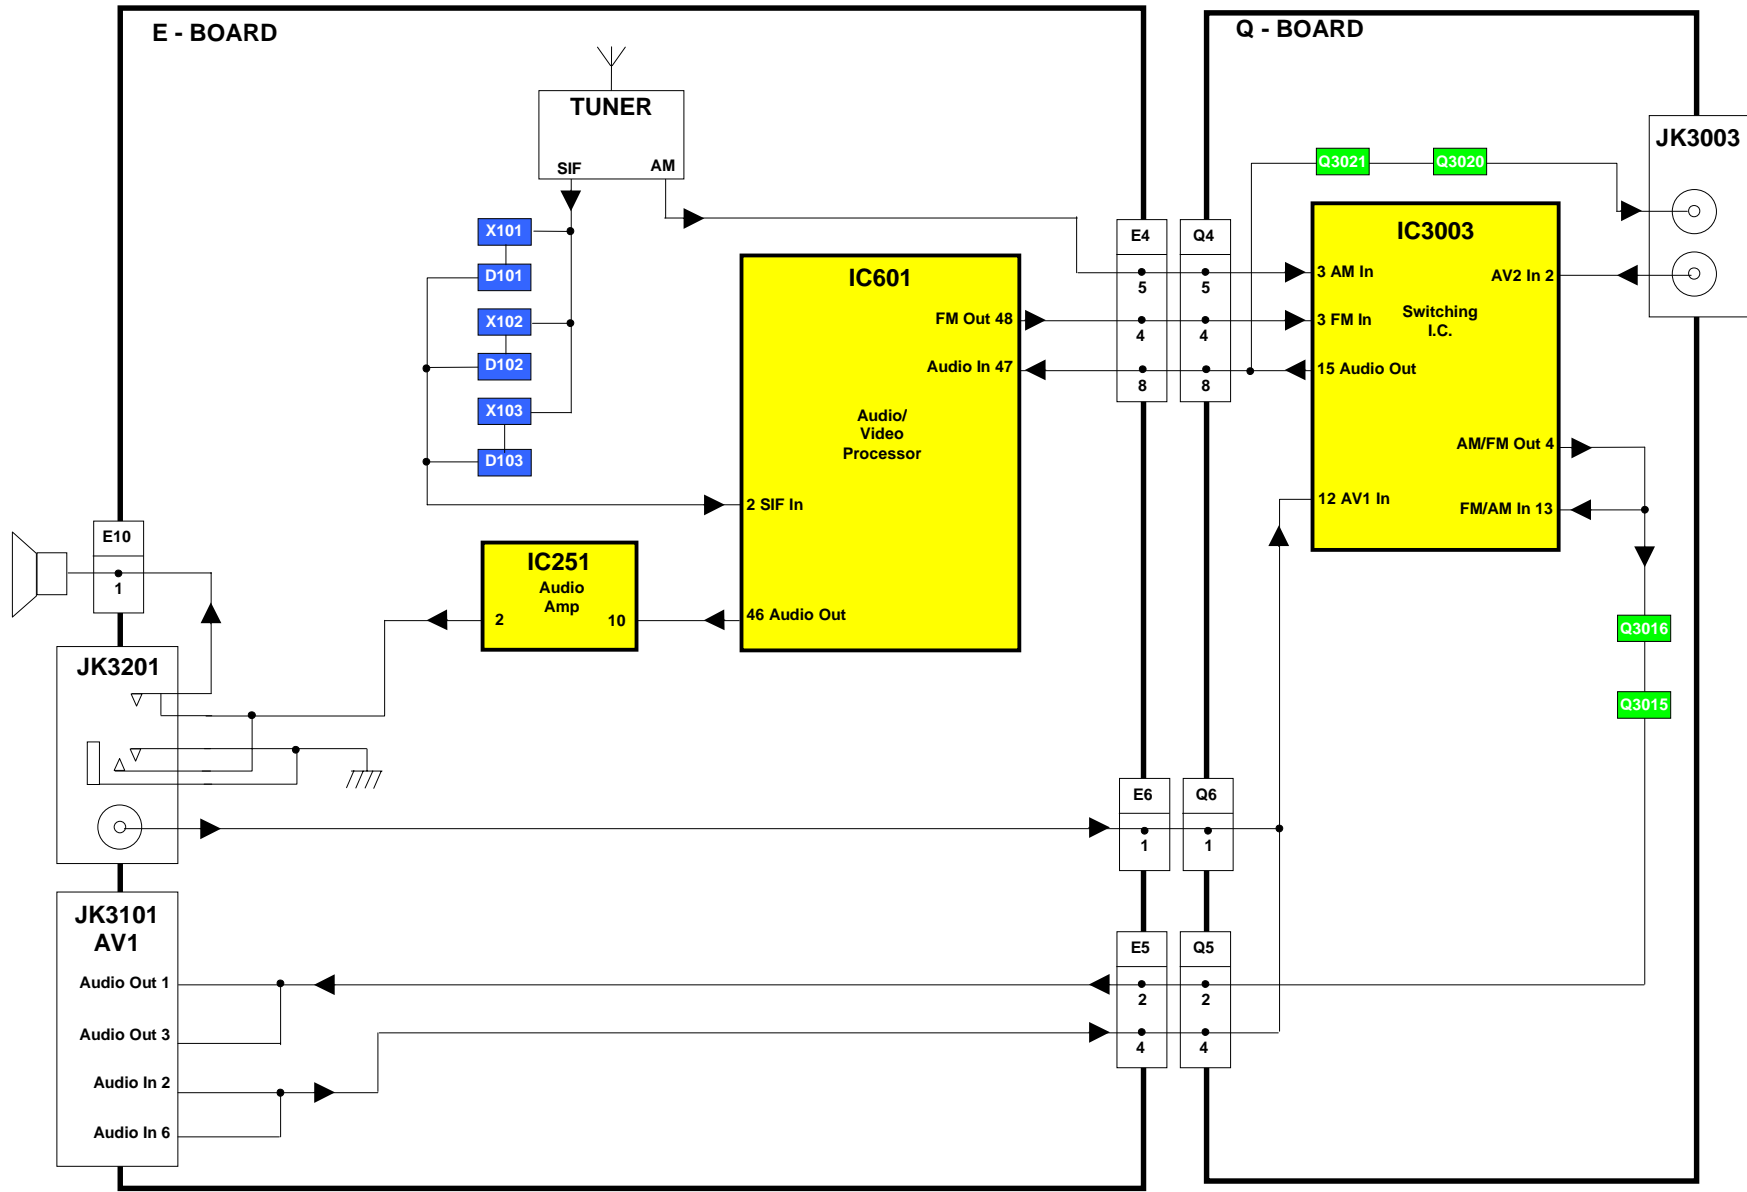 E - BOARD
Q - BOARD
TUNER
SIF
AM
X101
D101
X102
D102
X103
D103
IC601
FM Out 48
Audio In 47
Audio/
Video
Processor
2 SIF In
46 Audio Out
IC251
Audio
Amp
2
10
E10
1
JK3201
JK3101
AV1
Audio Out 1
Audio Out 3
Audio In 2
Audio In 6
E4
5
4
8
Q4
5
4
8
E6
1
Q6
1
E5
2
4
Q5
2
4
Q3021
Q3020
JK3003
IC3003
3 AM In
AV2 In 2
Switching
I.C.
3 FM In
15 Audio Out
AM/FM Out 4
12 AV1 In
FM/AM In 13
Q3016
Q3015